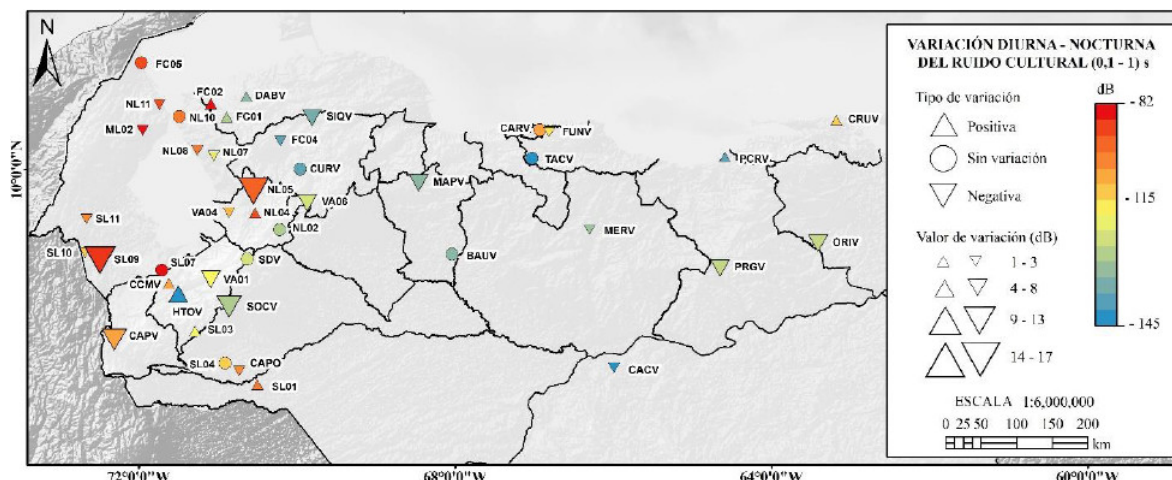 N
FC05
FC02
DABV
NL11
FC01
NL10
SIQV
ML02
FC04
NL08
NL07
CURV
NL05
MAPV
VA04
NL04
VA06
NL02
SL11
SL10
SL09
SL07
SDV
BAUV
CCMV
VA01
HTOV
SOCV
SL03
CAPV
SL04
CAPO
SL01
CARV
FUNV
TACV
PCRV
CRUV
MERV
ORIV
PRGV
CACV
10°0'0"N
72°0'0"W
68°0'0"W
64°0'0"W
60°0'0"W
VARIACIÓN DIURNA - NOCTURNA
DEL RUIDO CULTURAL (0,1 - 1) s
Tipo de variación
Positiva
Sin variación
Negativa
Valor de variación (dB)
1 - 3
4 - 8
9 - 13
14 - 17
dB
- 82
- 115
- 145
ESCALA 1:6,000,000
0 25 50 100 150 200
km